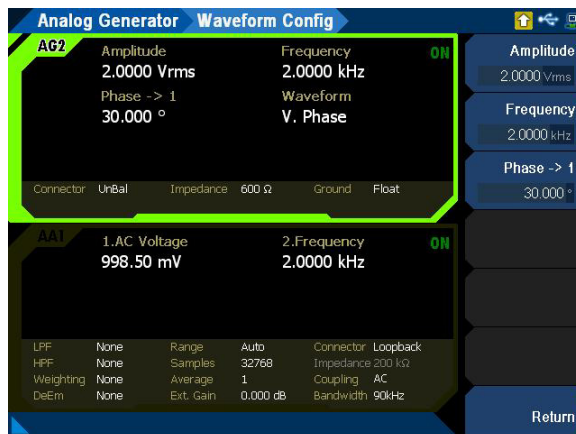 Analog Generator Waveform Config
AG2
Amplitude Frequency ON
2.0000 Vrms 2.0000 kHz
Phase -> 1 Waveform
30.000 ° V. Phase
Connector UnBal Impedance 600 Ω Ground Float
AA1
1.AC Voltage 2.Frequency ON
998.50 mV 2.0000 kHz
LPF None Range Auto Connector Loopback
HPF None Samples 32768 Impedance 200 kΩ
Weighting None Average 1 Coupling AC
DeEm None Ext. Gain 0.000 dB Bandwidth 90kHz
Amplitude
2.0000 Vrms
Frequency
2.0000 kHz
Phase -> 1
30.000 °
Return